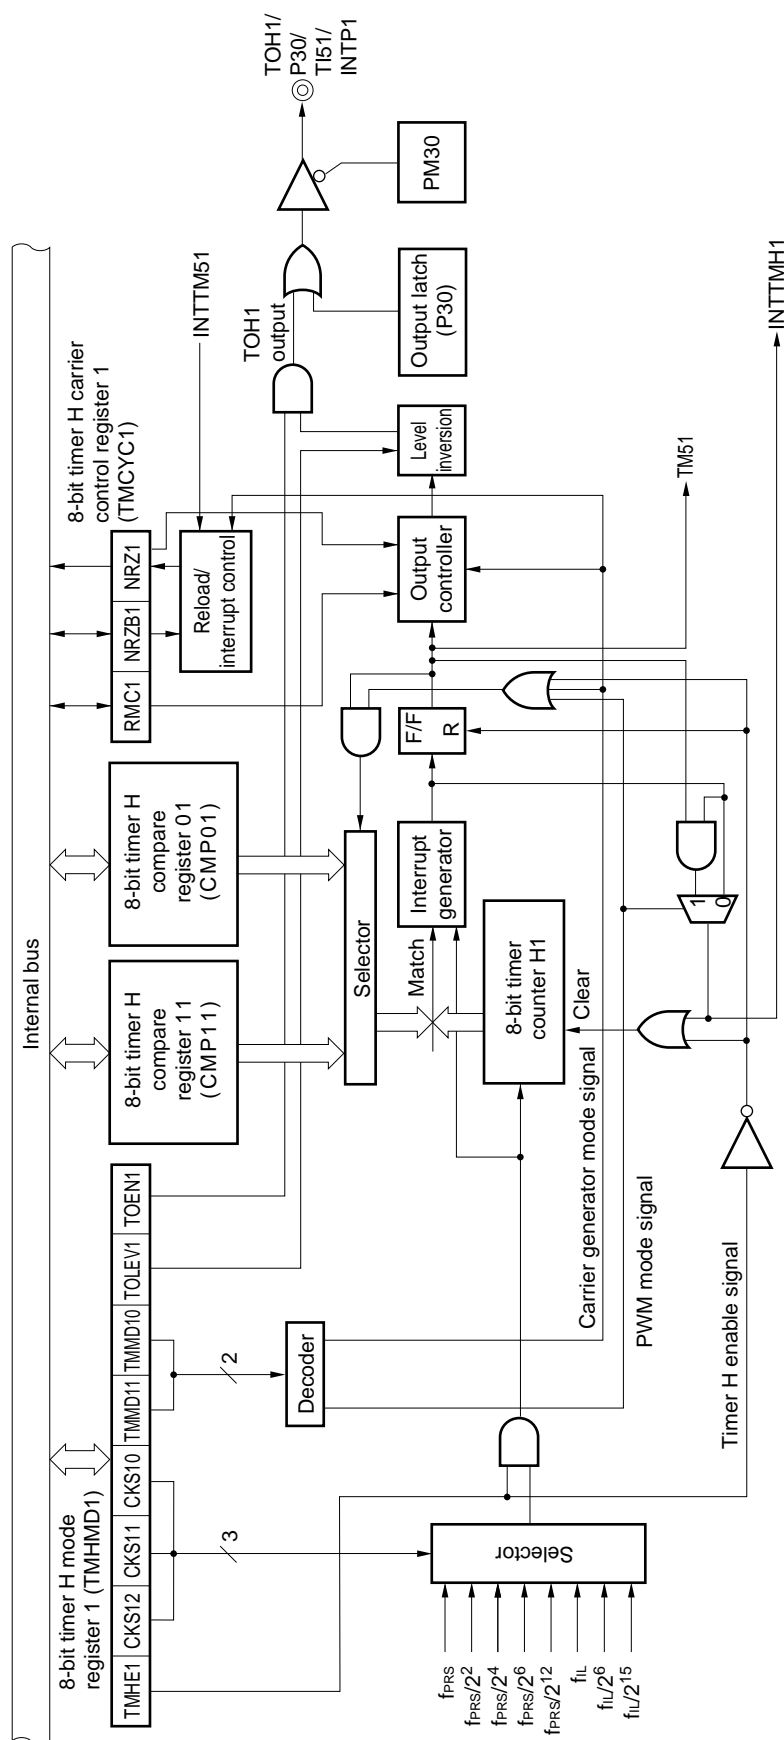 Internal bus
8-bit timer H mode
register 1 (TMHMD1)
TMHE1
CKS12
CKS11
CKS10
TMMD11
TMMD10
TOLEV1
TOEN1
8-bit timer H
compare
register 11
(CMP11)
8-bit timer H
compare
register 01
(CMP01)
8-bit timer H carrier
control register 1
(TMCYC1)
RMC1
NRZB1
NRZ1
Reload/
interrupt control
INTTM51
TOH1
output
TOH1/
P30/
TI51/
INTP1
3
2
Decoder
Selector
Match
Interrupt
generator
F/F
R
Output
controller
Level
inversion
Output latch
(P30)
PM30
8-bit timer
counter H1
Clear
Selector
fPRS
fPRS/2²
fPRS/2⁴
fPRS/2⁶
fPRS/2¹²
fIL
fIL/2⁶
fIL/2¹⁵
Carrier generator mode signal
PWM mode signal
Timer H enable signal
1
0
TM51
INTTMH1